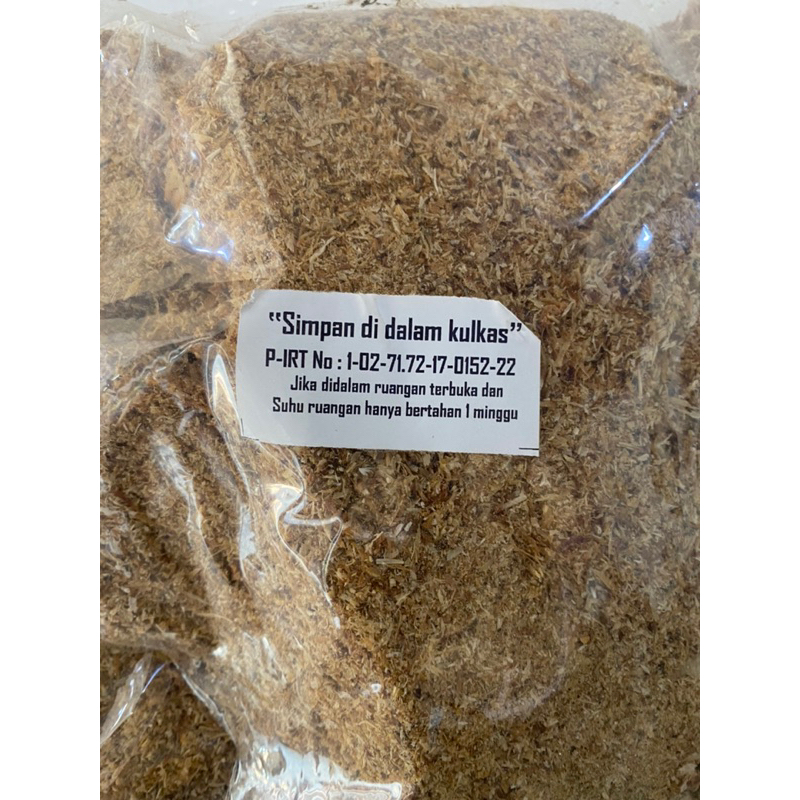 “Simpan di dalam kulkas”
P-IRT No : 1-02-71.72-17-0152-22
Jika didalam ruangan terbuka dan
Suhu ruangan hanya bertahan 1 minggu